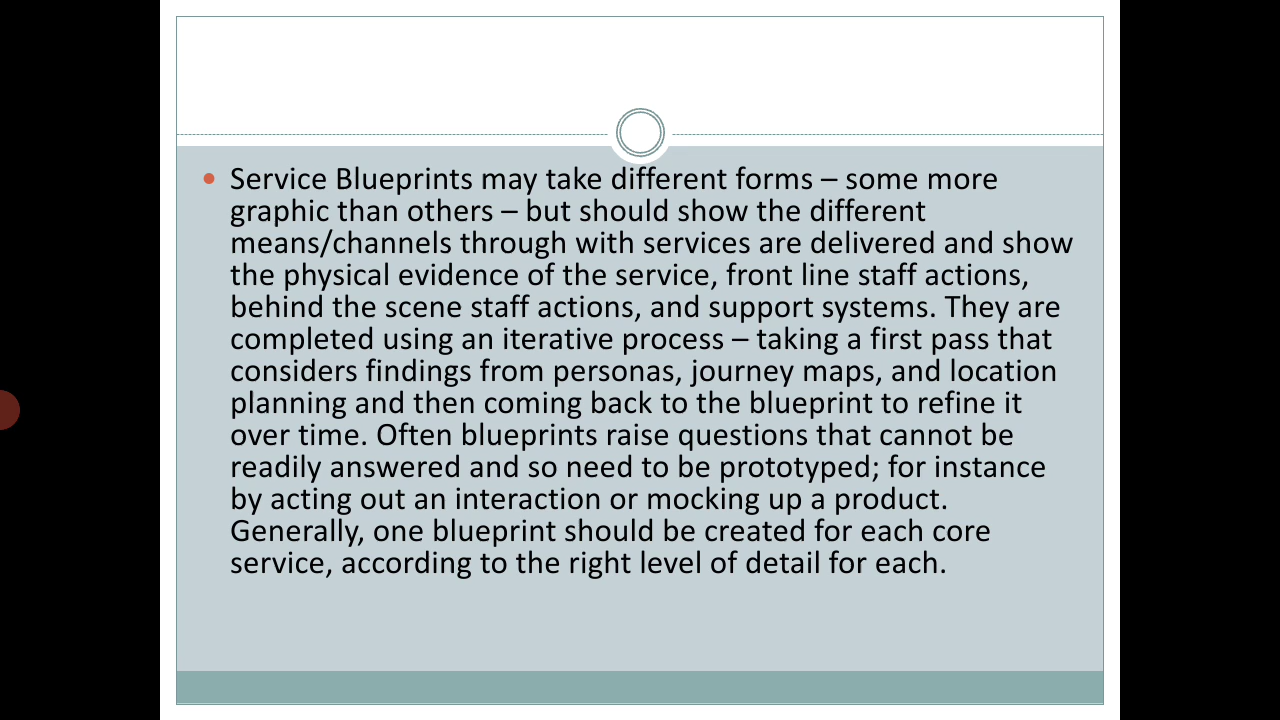 • Service Blueprints may take different forms – some more
graphic than others – but should show the different
means/channels through with services are delivered and show
the physical evidence of the service, front line staff actions,
behind the scene staff actions, and support systems. They are
completed using an iterative process – taking a first pass that
considers findings from personas, journey maps, and location
planning and then coming back to the blueprint to refine it
over time. Often blueprints raise questions that cannot be
readily answered and so need to be prototyped; for instance
by acting out an interaction or mocking up a product.
Generally, one blueprint should be created for each core
service, according to the right level of detail for each.